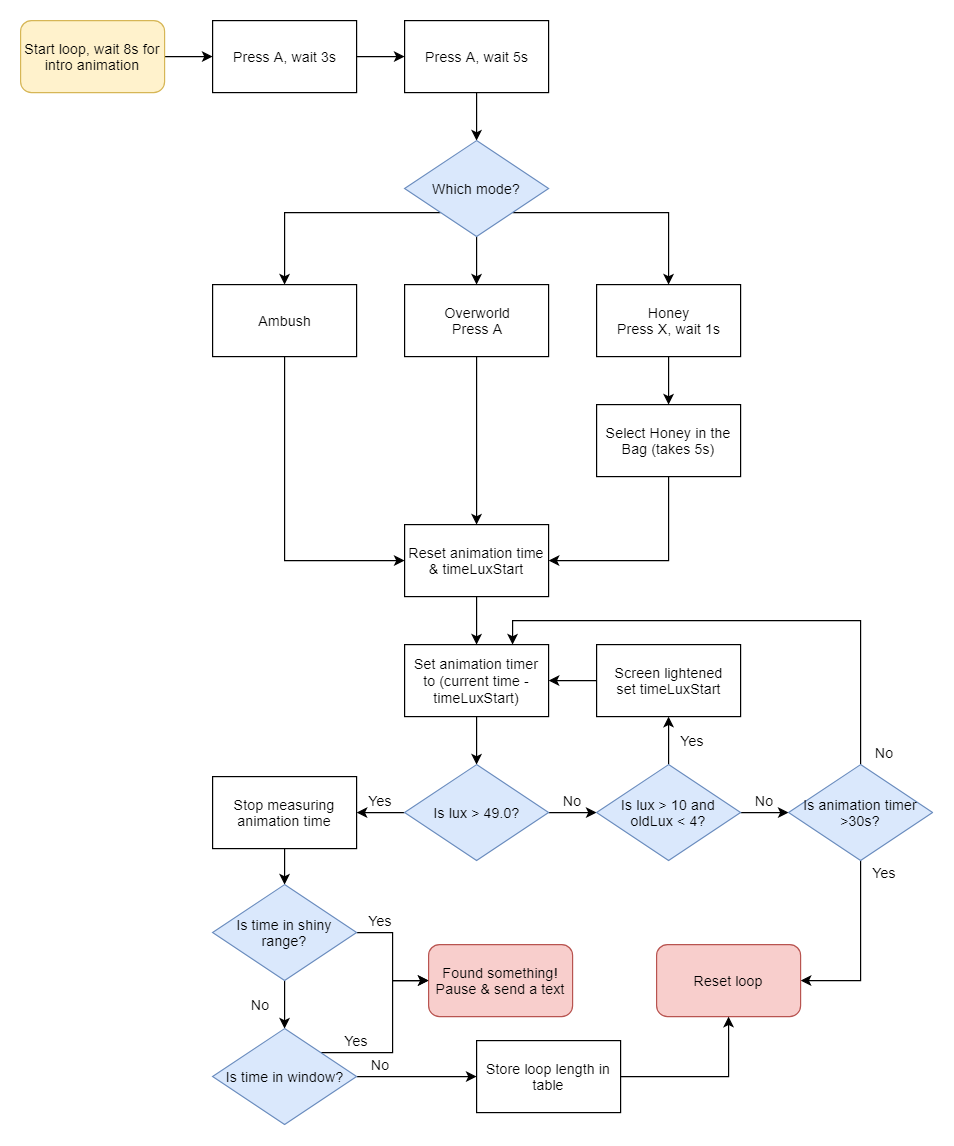 Start loop, wait 8s for
intro animation
Press A, wait 3s
Press A, wait 5s
Which mode?
Ambush
Overworld
Press A
Honey
Press X, wait 1s
Select Honey in the
Bag (takes 5s)
Reset animation time
& timeLuxStart
Set animation timer
to (current time -
timeLuxStart)
Screen lightened
set timeLuxStart
Yes
No
Stop measuring
animation time
Yes
Is lux > 49.0?
No
Is lux > 10 and
oldLux < 4?
No
Is animation timer
>30s?
Yes
Is time in shiny
range?
Yes
No
Found something!
Pause & send a text
Reset loop
Yes
Is time in window?
No
Store loop length in
table